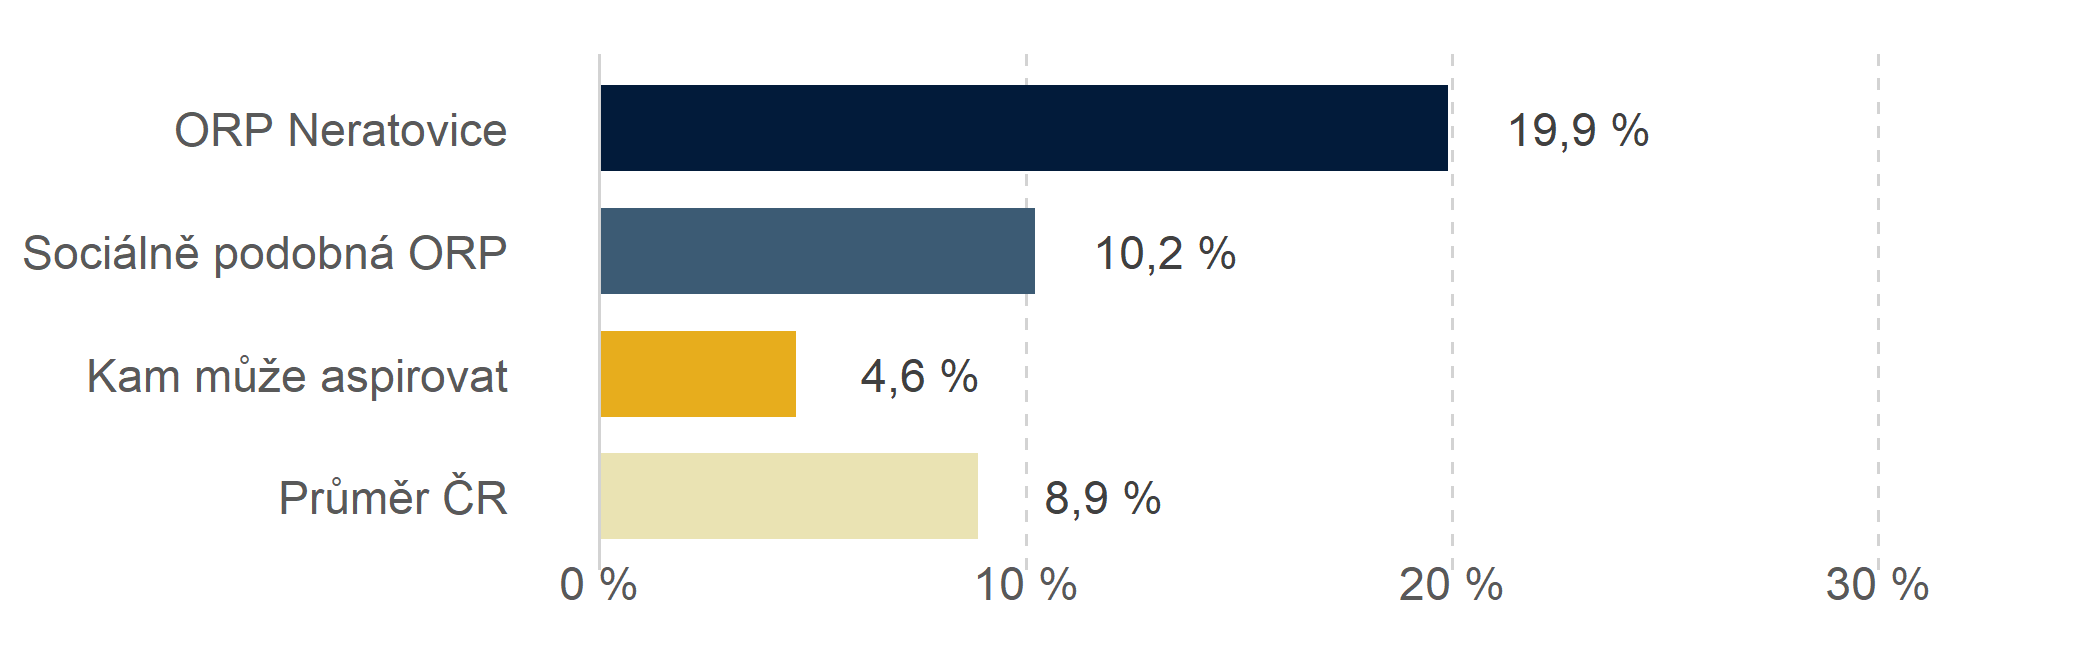 ORP Neratovice
19,9 %
Sociálně podobná ORP
10,2 %
Kam může aspirovat
4,6 %
Průměr ČR
8,9 %
0 %
10 %
20 %
30 %